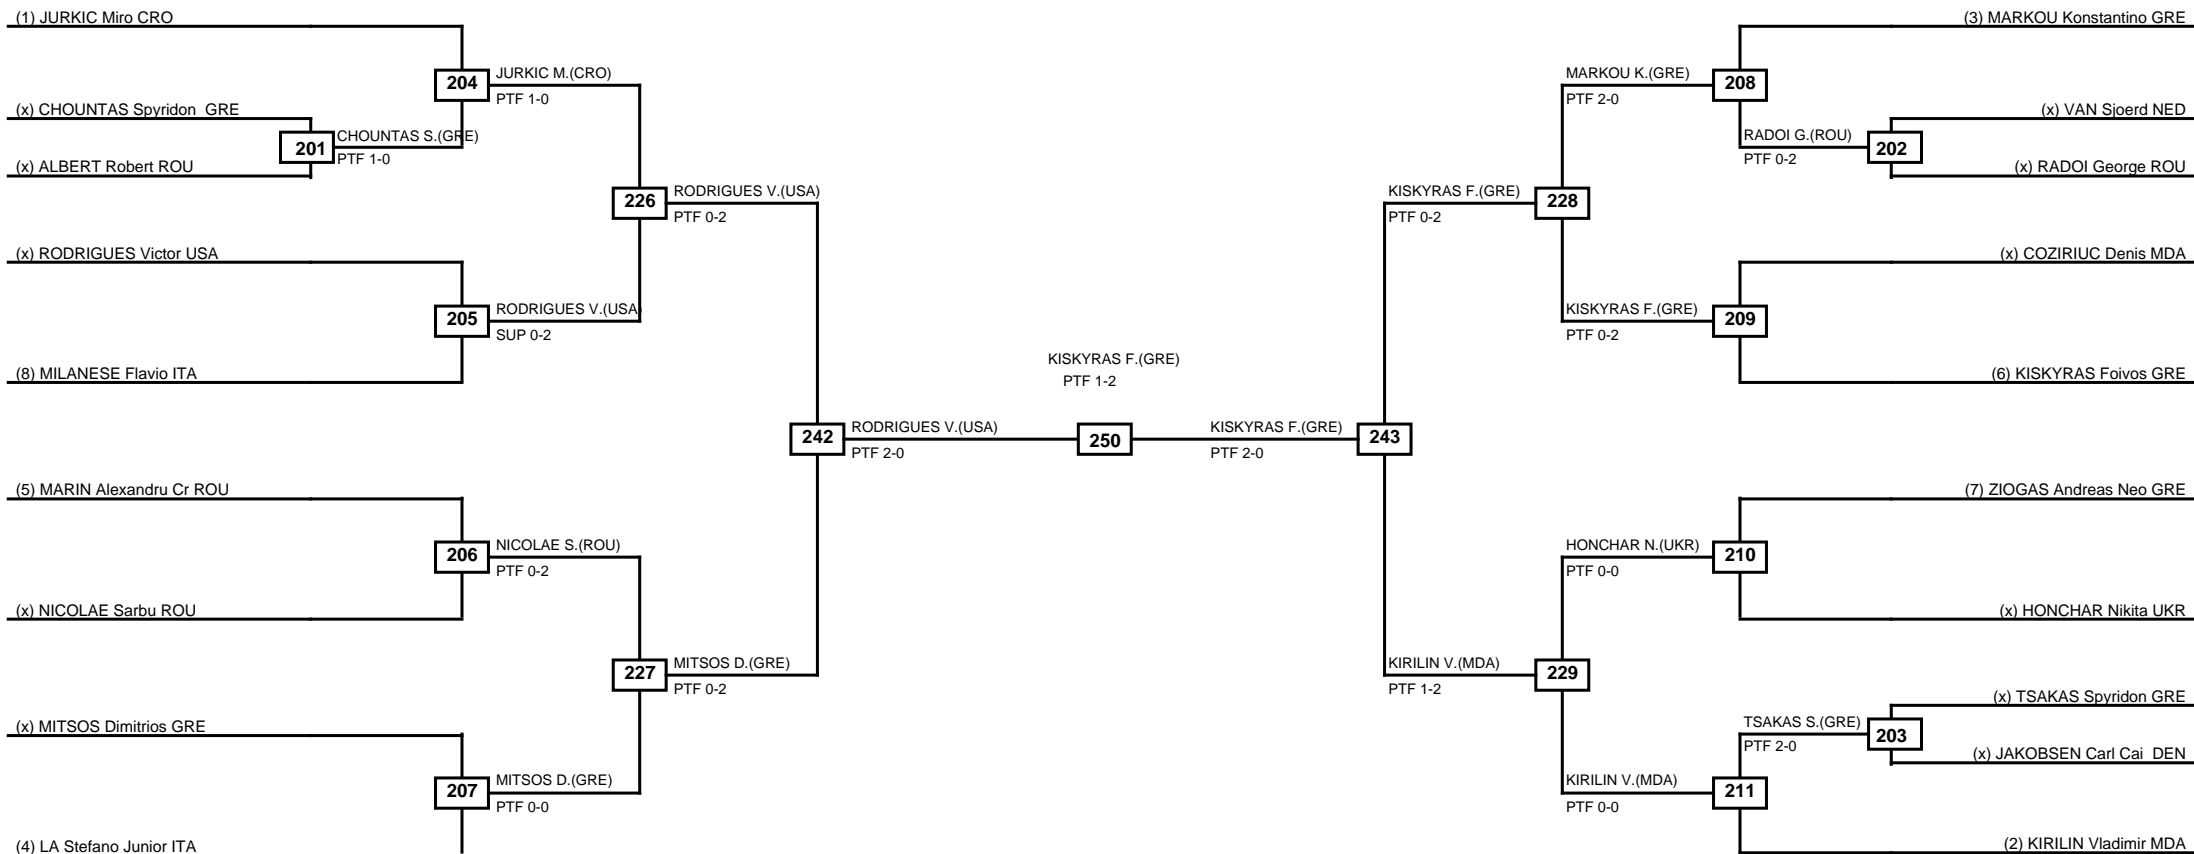 (1) JURKIC Miro CRO
(3) MARKOU Konstantino GRE
204
JURKIC M.(CRO)
PTF 1-0
MARKOU K.(GRE)
PTF 2-0
208
(x) CHOUNTAS Spyridon  GRE
(x) VAN Sjoerd NED
201
CHOUNTAS S.(GRE)
PTF 1-0
RADOI G.(ROU)
PTF 0-2
202
(x) ALBERT Robert ROU
(x) RADOI George ROU
226
RODRIGUES V.(USA)
PTF 0-2
KISKYRAS F.(GRE)
PTF 0-2
228
(x) RODRIGUES Victor USA
(x) COZIRIUC Denis MDA
205
RODRIGUES V.(USA)
SUP 0-2
KISKYRAS F.(GRE)
PTF 0-2
209
(8) MILANESE Flavio ITA
(6) KISKYRAS Foivos GRE
KISKYRAS F.(GRE)
PTF 1-2
242
RODRIGUES V.(USA)
PTF 2-0
250
KISKYRAS F.(GRE)
PTF 2-0
243
(5) MARIN Alexandru Cr ROU
(7) ZIOGAS Andreas Neo GRE
206
NICOLAE S.(ROU)
PTF 0-2
HONCHAR N.(UKR)
PTF 0-0
210
(x) NICOLAE Sarbu ROU
(x) HONCHAR Nikita UKR
227
MITSOS D.(GRE)
PTF 0-2
KIRILIN V.(MDA)
PTF 1-2
229
(x) MITSOS Dimitrios GRE
(x) TSAKAS Spyridon GRE
TSAKAS S.(GRE)
PTF 2-0
203
(x) JAKOBSEN Carl Cai  DEN
207
MITSOS D.(GRE)
PTF 0-0
KIRILIN V.(MDA)
PTF 0-0
211
(4) LA Stefano Junior ITA
(2) KIRILIN Vladimir MDA